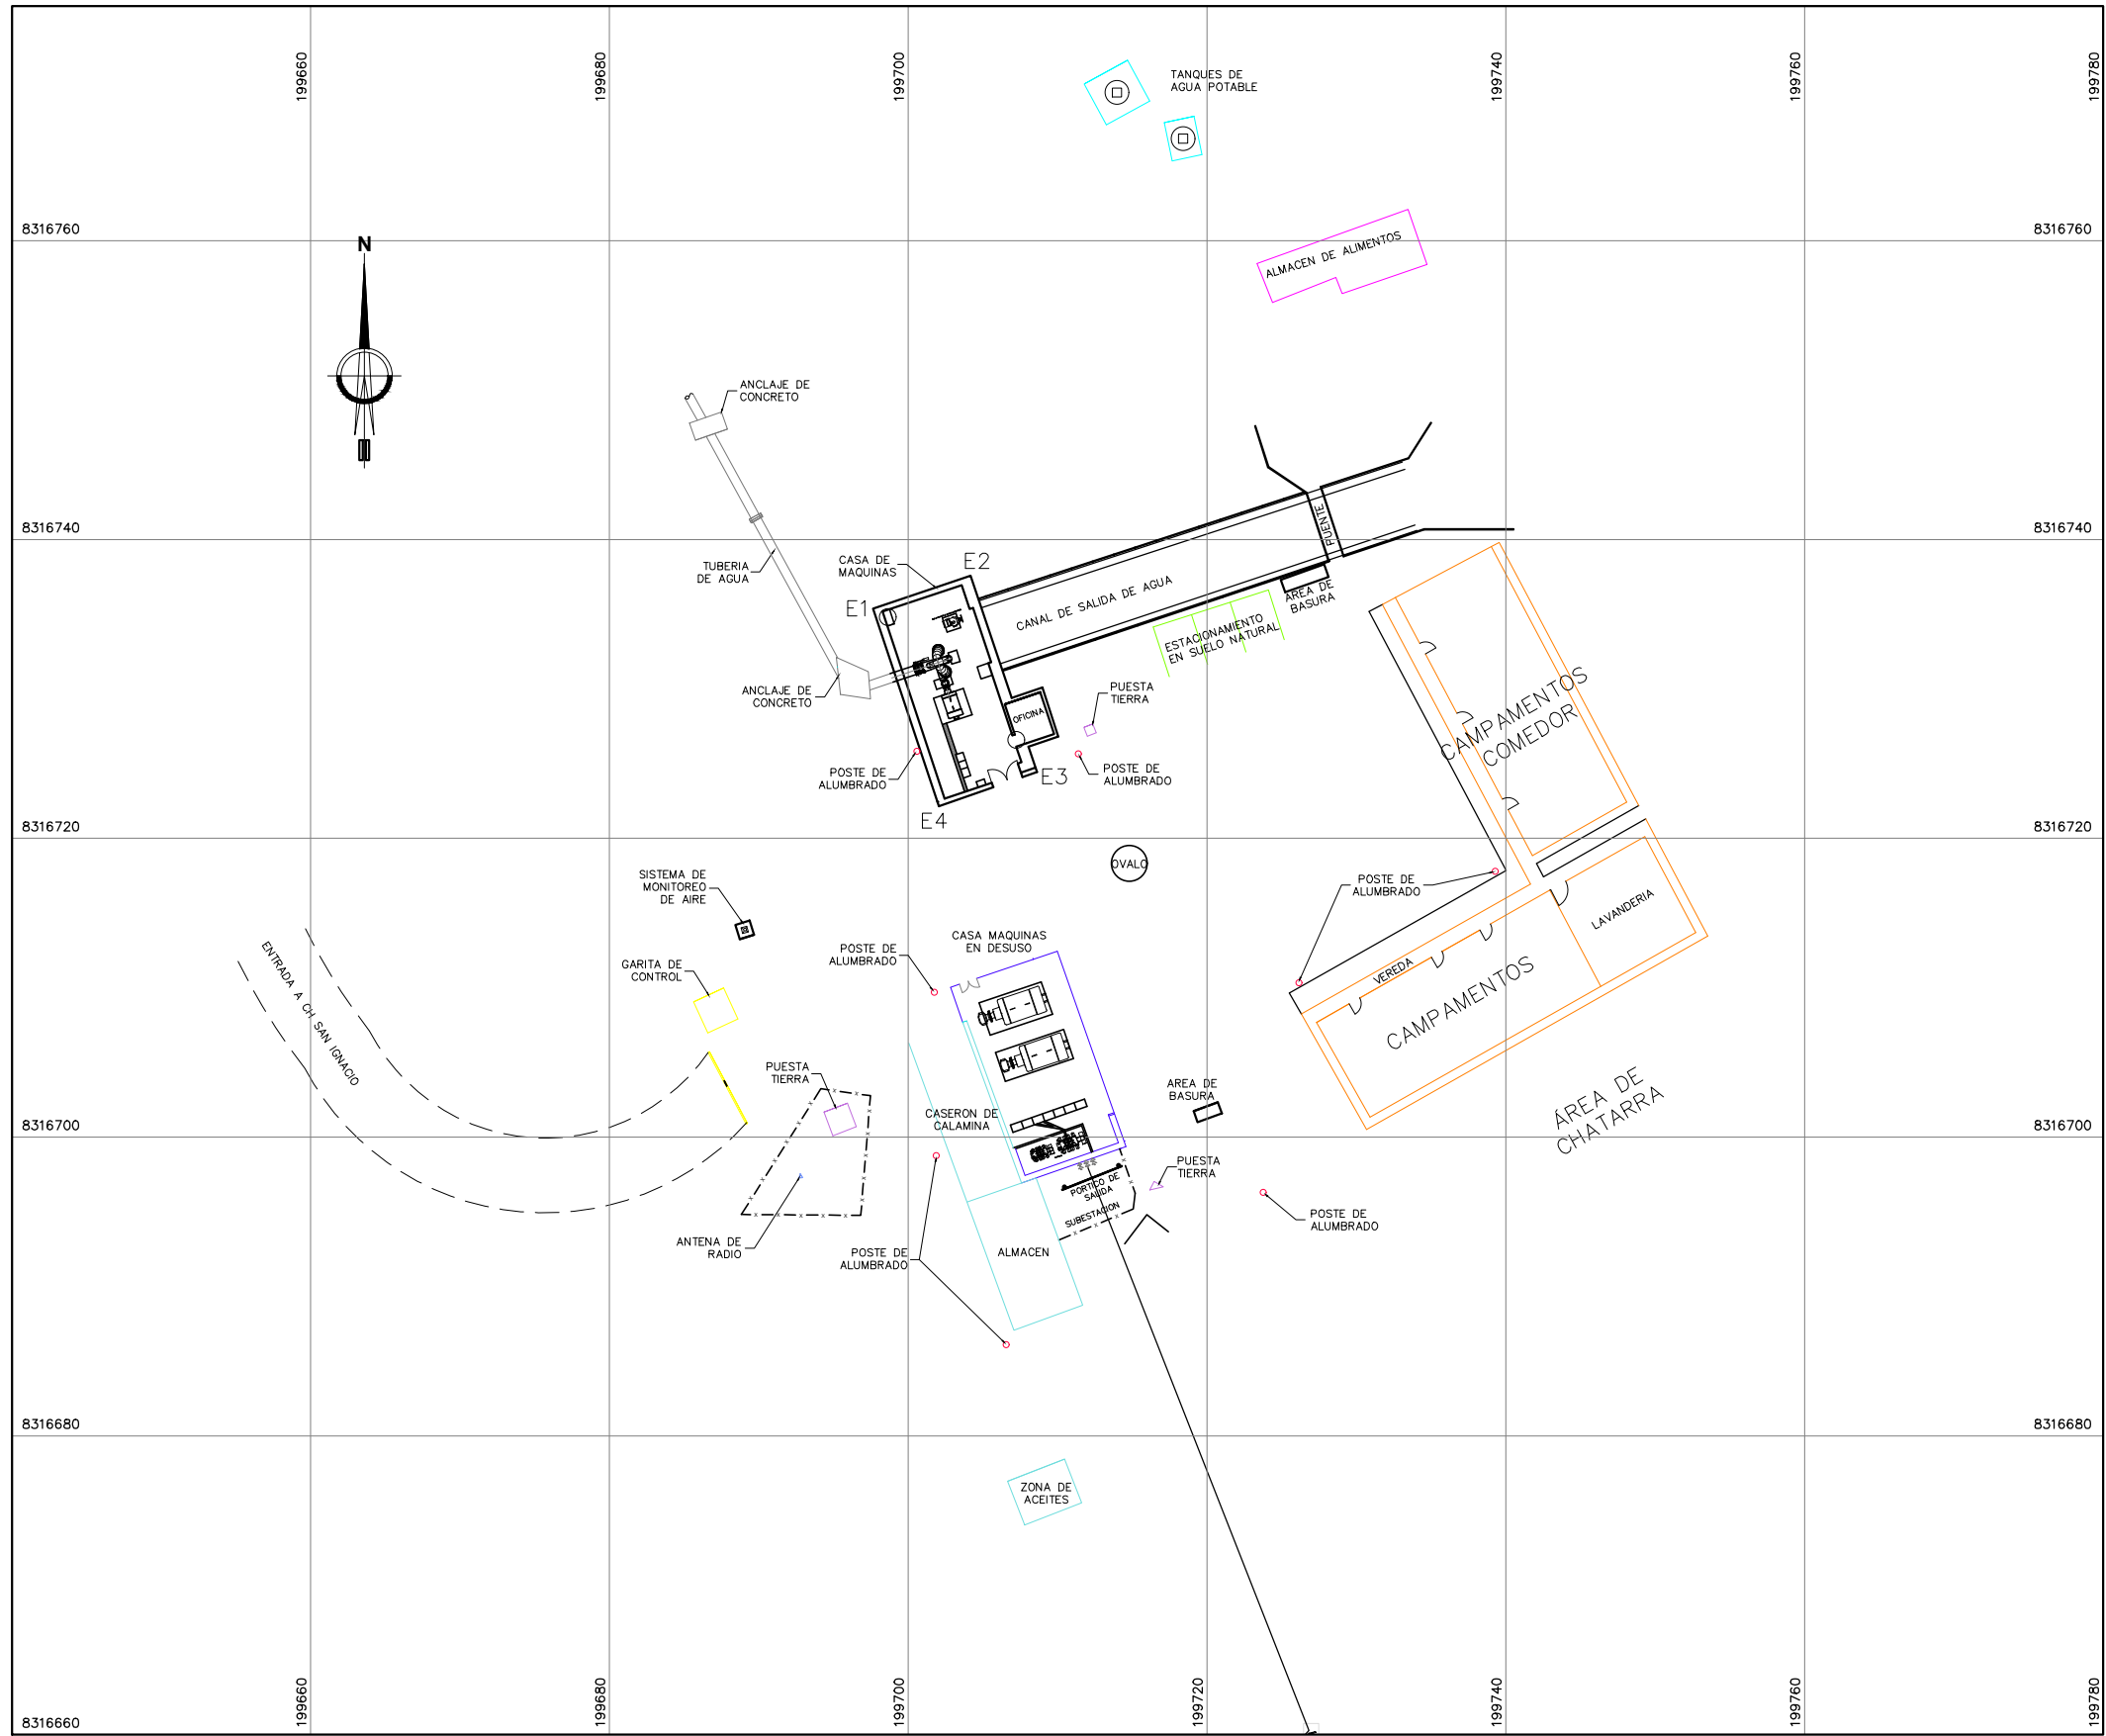 199660
199680
199700
199740
199760
199780
TANQUES DE
AGUA POTABLE
8316760
8316760
N
ALMACEN DE ALIMENTOS
ANCLAJE DE
CONCRETO
8316740
8316740
PUENTE
TUBERIA
DE AGUA
CASA DE
MAQUINAS
E2
E1
CANAL DE SALIDA DE AGUA
AREA DE
BASURA
ESTACIONAMIENTO
EN SUELO NATURAL
ANCLAJE DE
CONCRETO
PUESTA
TIERRA
OFICINA
CAMPAMENTOS
COMEDOR
POSTE DE
ALUMBRADO
E3
POSTE DE
ALUMBRADO
E4
8316720
8316720
OVALO
SISTEMA DE
MONITOREO
DE AIRE
POSTE DE
ALUMBRADO
LAVANDERIA
POSTE DE
ALUMBRADO
CASA MAQUINAS
EN DESUSO
GARITA DE
CONTROL
VEREDA
CAMPAMENTOS
ENTRADA A CH. SAN IGNACIO
PUESTA
TIERRA
AREA DE
BASURA
ÁREA DE
CHATARRA
CASERON DE
CALAMINA
8316700
8316700
PUESTA
TIERRA
PORTICO DE
SALIDA
SUBESTACION
POSTE DE
ALUMBRADO
ANTENA DE
RADIO
POSTE DE
ALUMBRADO
ALMACEN
8316680
8316680
ZONA DE
ACEITES
199660
199680
199700
199720
199740
199760
199780
8316660
8316660